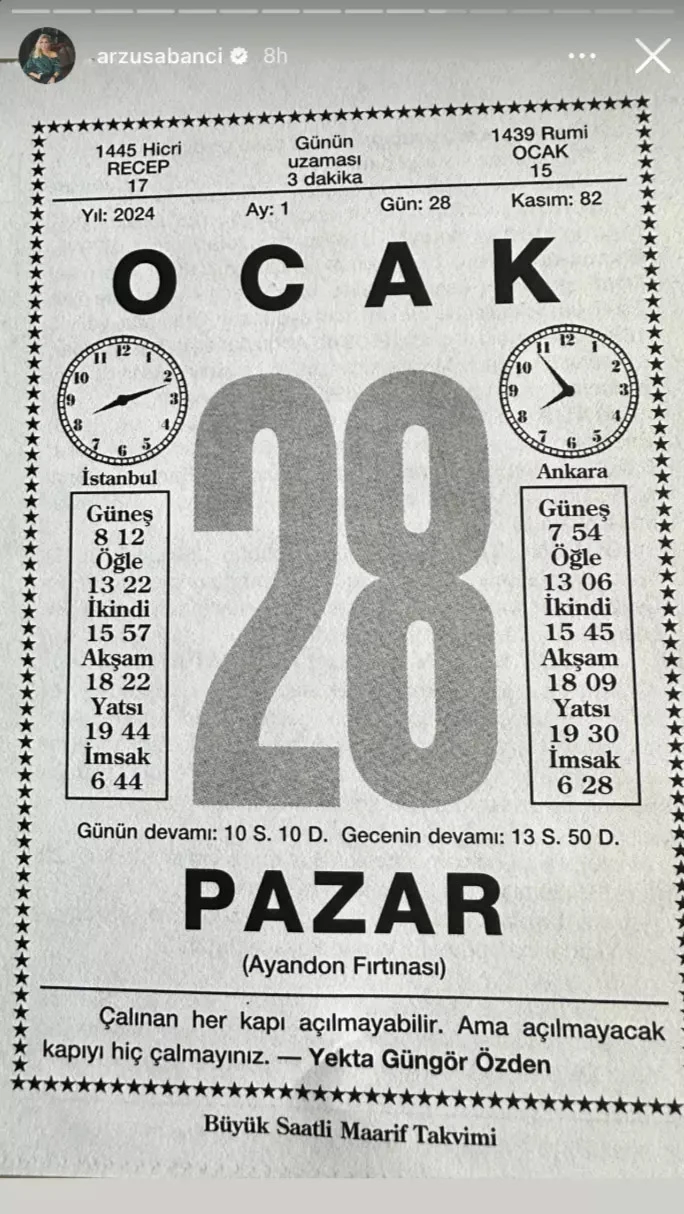 arzusabanci 8h
1445 Hicri
RECEP
17
Günün
uzaması
3 dakika
1439 Rumi
OCAK
15
Yıl: 2024 Ay: 1 Gün: 28 Kasım: 82
OCAK
12
1
2
3
4
5
6
7
8
9
10
11
İstanbul
Güneş
8 12
Öğle
13 22
İkindi
15 57
Akşam
18 22
Yatsı
19 44
İmsak
6 44
28
12
1
2
3
4
5
6
7
8
9
10
11
Ankara
Güneş
7 54
Öğle
13 06
İkindi
15 45
Akşam
18 09
Yatsı
19 30
İmsak
6 28
Günün devamı: 10 S. 10 D. Gecenin devamı: 13 S. 50 D.
PAZAR
(Ayandon Fırtınası)
Çalınan her kapı açılmayabilir. Ama açılmayacak
kapıyı hiç çalmayınız. — Yekta Güngör Özden
Büyük Saatli Maarif Takvimi